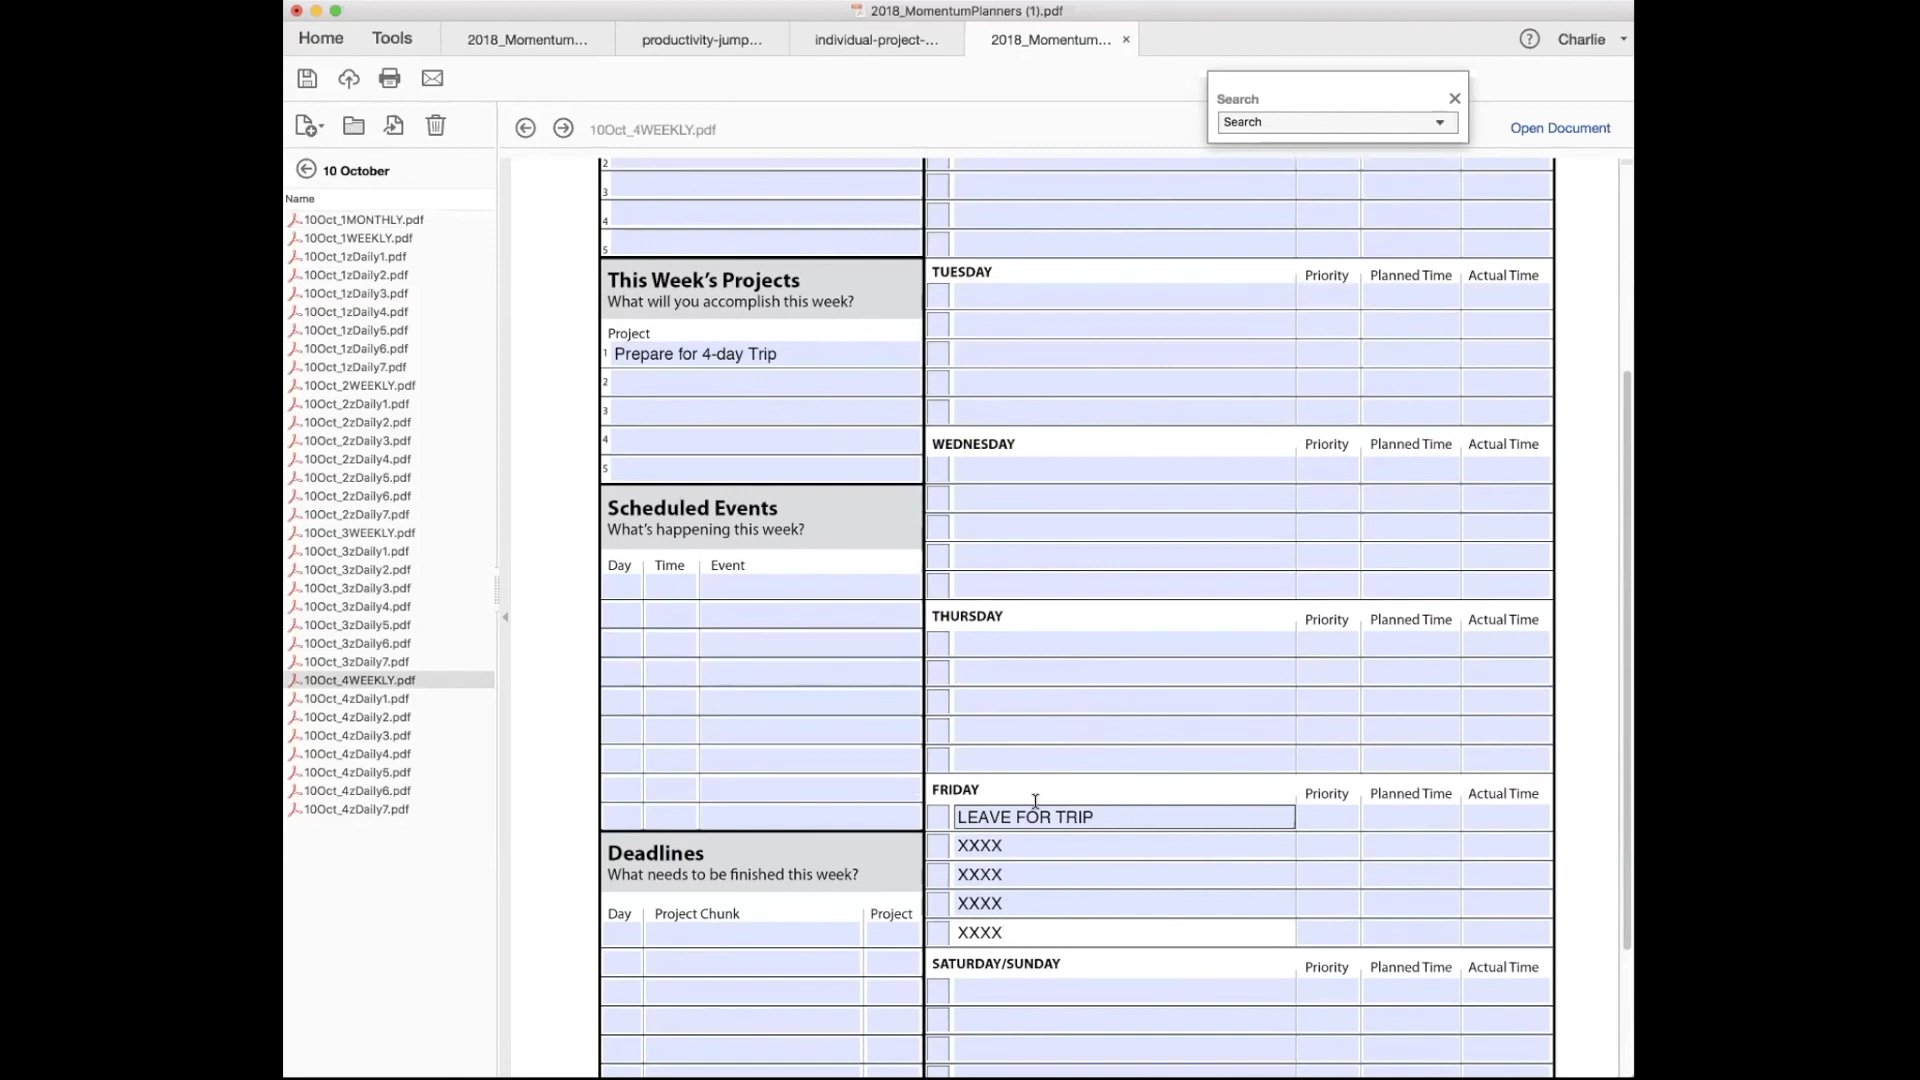 2018_MomentumPlanners (1).pdf
Home
Tools
2018_Momentum...
productivity-jump...
individual-project-...
2018_Momentum... ×
? Charlie
Search
Search
10Oct_4WEEKLY.pdf
Open Document
10 October
Name
10Oct_1MONTHLY.pdf
10Oct_1WEEKLY.pdf
10Oct_1zDaily1.pdf
10Oct_1zDaily2.pdf
10Oct_1zDaily3.pdf
10Oct_1zDaily4.pdf
10Oct_1zDaily5.pdf
10Oct_1zDaily6.pdf
10Oct_1zDaily7.pdf
10Oct_2WEEKLY.pdf
10Oct_2zDaily1.pdf
10Oct_2zDaily2.pdf
10Oct_2zDaily3.pdf
10Oct_2zDaily4.pdf
10Oct_2zDaily5.pdf
10Oct_2zDaily6.pdf
10Oct_2zDaily7.pdf
10Oct_3WEEKLY.pdf
10Oct_3zDaily1.pdf
10Oct_3zDaily2.pdf
10Oct_3zDaily3.pdf
10Oct_3zDaily4.pdf
10Oct_3zDaily5.pdf
10Oct_3zDaily6.pdf
10Oct_3zDaily7.pdf
10Oct_4WEEKLY.pdf
10Oct_4zDaily1.pdf
10Oct_4zDaily2.pdf
10Oct_4zDaily3.pdf
10Oct_4zDaily4.pdf
10Oct_4zDaily5.pdf
10Oct_4zDaily6.pdf
10Oct_4zDaily7.pdf
2
3
4
5
This Week's Projects
What will you accomplish this week?
Project
1 Prepare for 4-day Trip
2
3
4
5
Scheduled Events
What's happening this week?
Day Time Event
Deadlines
What needs to be finished this week?
Day Project Chunk Project
TUESDAY Priority Planned Time Actual Time
WEDNESDAY Priority Planned Time Actual Time
THURSDAY Priority Planned Time Actual Time
FRIDAY Priority Planned Time Actual Time
LEAVE FOR TRIP
XXXX
XXXX
XXXX
XXXX
SATURDAY/SUNDAY Priority Planned Time Actual Time